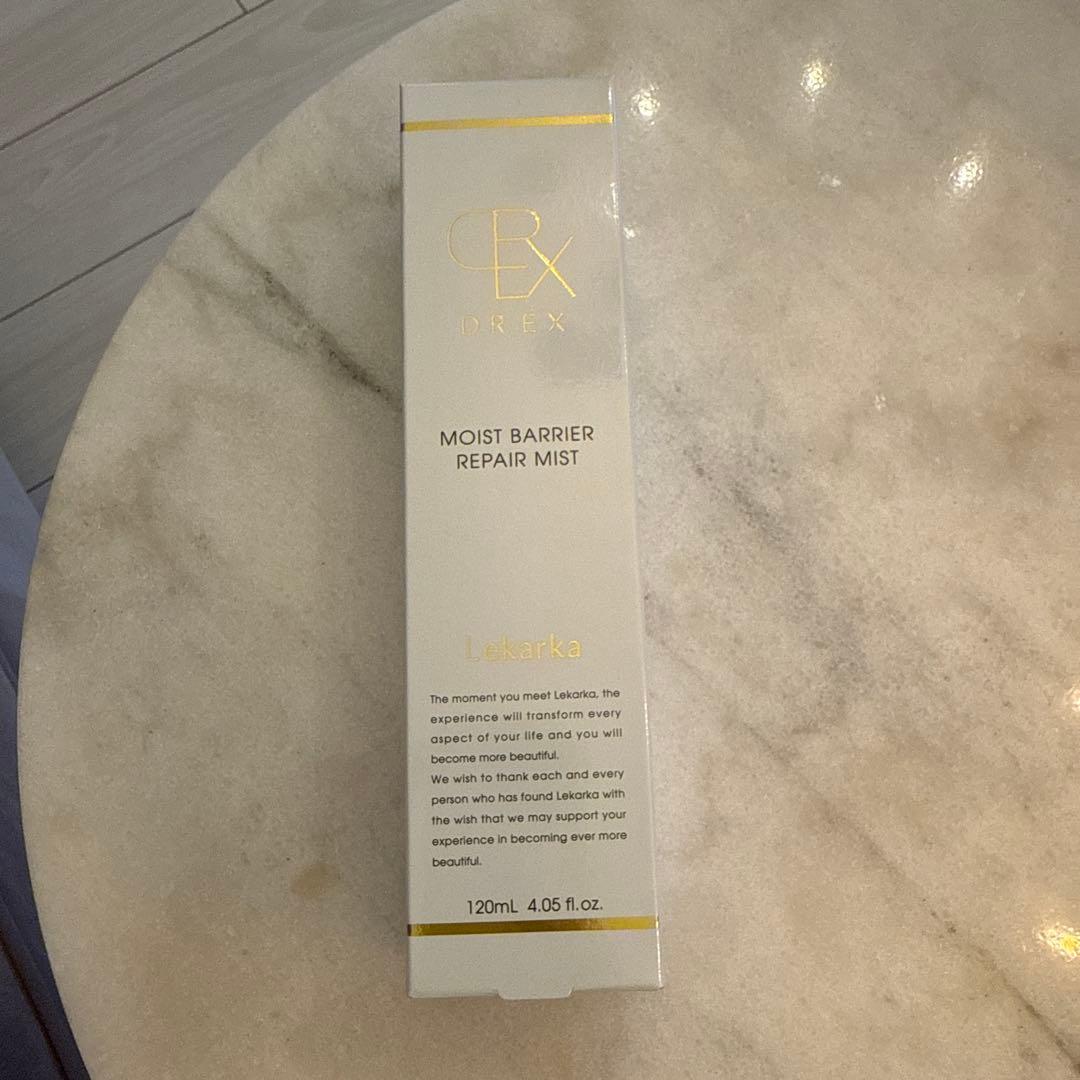 DREX
MOIST BARRIER
REPAIR MIST
Lekarka
The moment you meet Lekarka, the
experience will transform every
aspect of your life and you will
become more beautiful.
We wish to thank each and every
person who has found Lekarka with
the wish that we may support your
experience in becoming ever more
beautiful.
120mL 4.05 fl.oz.